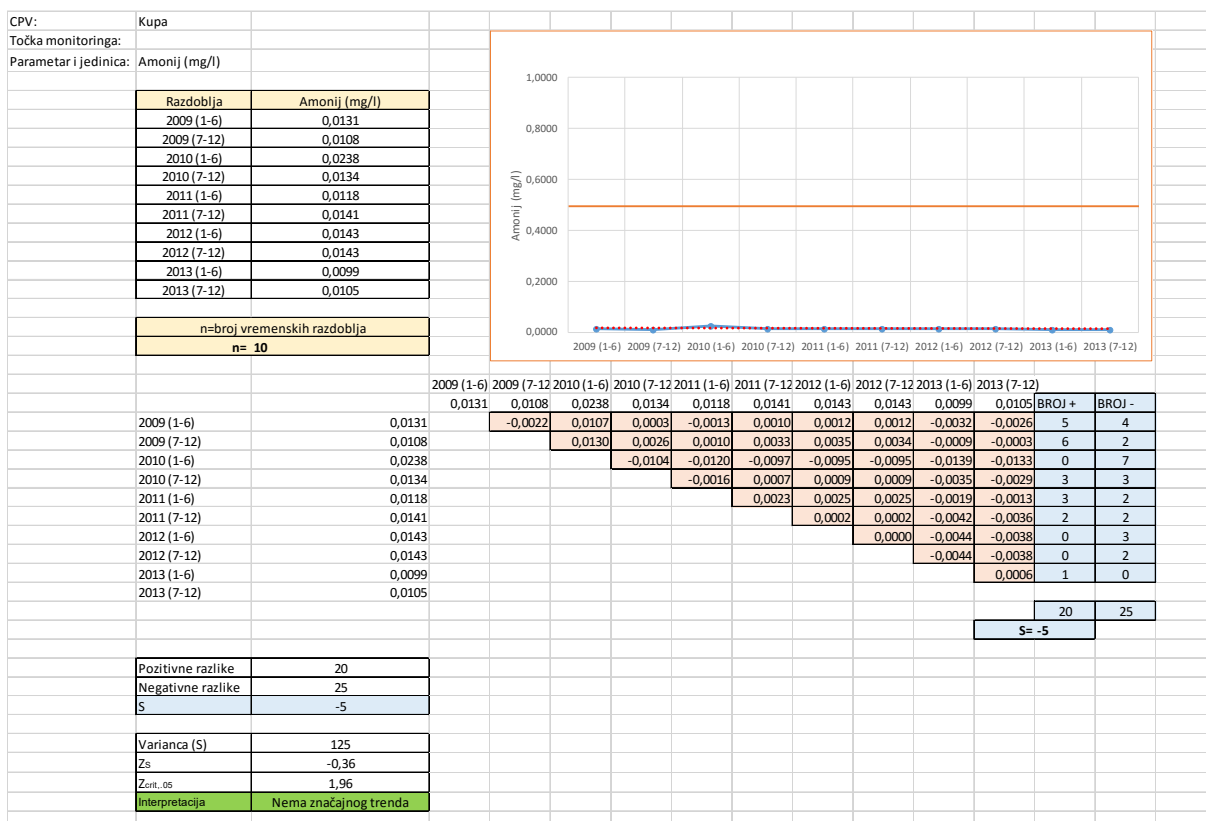 CPV: Kupa
Točka monitoringa:
Parametar i jedinica: Amonij (mg/l)
Razdoblja Amonij (mg/l)
2009 (1-6) 0,0131
2009 (7-12) 0,0108
2010 (1-6) 0,0238
2010 (7-12) 0,0134
2011 (1-6) 0,0118
2011 (7-12) 0,0141
2012 (1-6) 0,0143
2012 (7-12) 0,0143
2013 (1-6) 0,0099
2013 (7-12) 0,0105
n=broj vremenskih razdoblja
n= 10
1,0000
0,8000
0,6000
0,4000
0,2000
0,0000
Amonij (mg/l)
2009 (1-6) 2009 (7-12) 2010 (1-6) 2010 (7-12) 2011 (1-6) 2011 (7-12) 2012 (1-6) 2012 (7-12) 2013 (1-6) 2013 (7-12)
2009 (1-6) 2009 (7-12 2010 (1-6) 2010 (7-12 2011 (1-6) 2011 (7-12 2012 (1-6) 2012 (7-12 2013 (1-6) 2013 (7-12)
0,0131 0,0108 0,0238 0,0134 0,0118 0,0141 0,0143 0,0143 0,0099 0,0105 BROJ + BROJ -
2009 (1-6) 0,0131 -0,0022 0,0107 0,0003 -0,0013 0,0010 0,0012 0,0012 -0,0032 -0,0026 5 4
2009 (7-12) 0,0108 0,0130 0,0026 0,0010 0,0033 0,0035 0,0034 -0,0009 -0,0003 6 2
2010 (1-6) 0,0238 -0,0104 -0,0120 -0,0097 -0,0095 -0,0095 -0,0139 -0,0133 0 7
2010 (7-12) 0,0134 -0,0016 0,0007 0,0009 0,0009 -0,0035 -0,0029 3 3
2011 (1-6) 0,0118 0,0023 0,0025 0,0025 -0,0019 -0,0013 3 2
2011 (7-12) 0,0141 0,0002 0,0002 -0,0042 -0,0036 2 2
2012 (1-6) 0,0143 0,0000 -0,0044 -0,0038 0 3
2012 (7-12) 0,0143 -0,0044 -0,0038 0 2
2013 (1-6) 0,0099 0,0006 1 0
2013 (7-12) 0,0105
20 25
S= -5
Pozitivne razlike 20
Negativne razlike 25
S -5
Varianca (S) 125
Zs -0,36
Zcrit,.05 1,96
Interpretacija Nema značajnog trenda